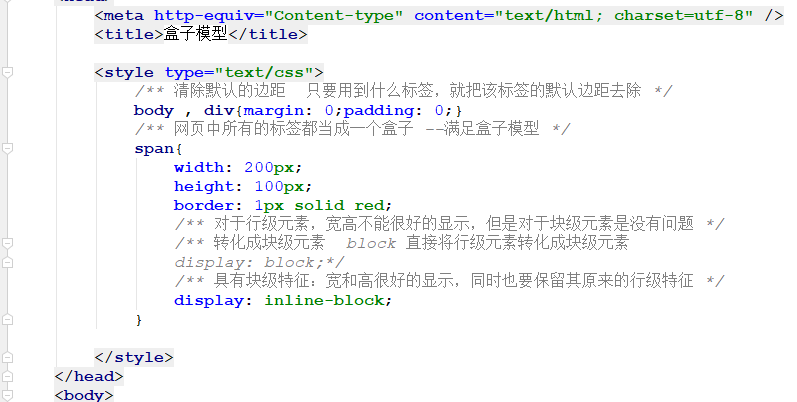 <meta http-equiv="Content-type" content="text/html; charset=utf-8" />
<title>盒子模型</title>
<style type="text/css">
/** 清除默认的边距  只要用到什么标签，就把该标签的默认边距去除 */
body , div{margin: 0;padding: 0;}
/** 网页中所有的标签都当成一个盒子 --满足盒子模型 */
span{
width: 200px;
height: 100px;
border: 1px solid red;
/** 对于行级元素，宽高不能很好的显示，但是对于块级元素是没有问题 */
/** 转化成块级元素  block 直接将行级元素转化成块级元素
display: block;*/
/** 具有块级特征：宽和高很好的显示，同时也要保留其原来的行级特征 */
display: inline-block;
}
</style>
</head>
<body>